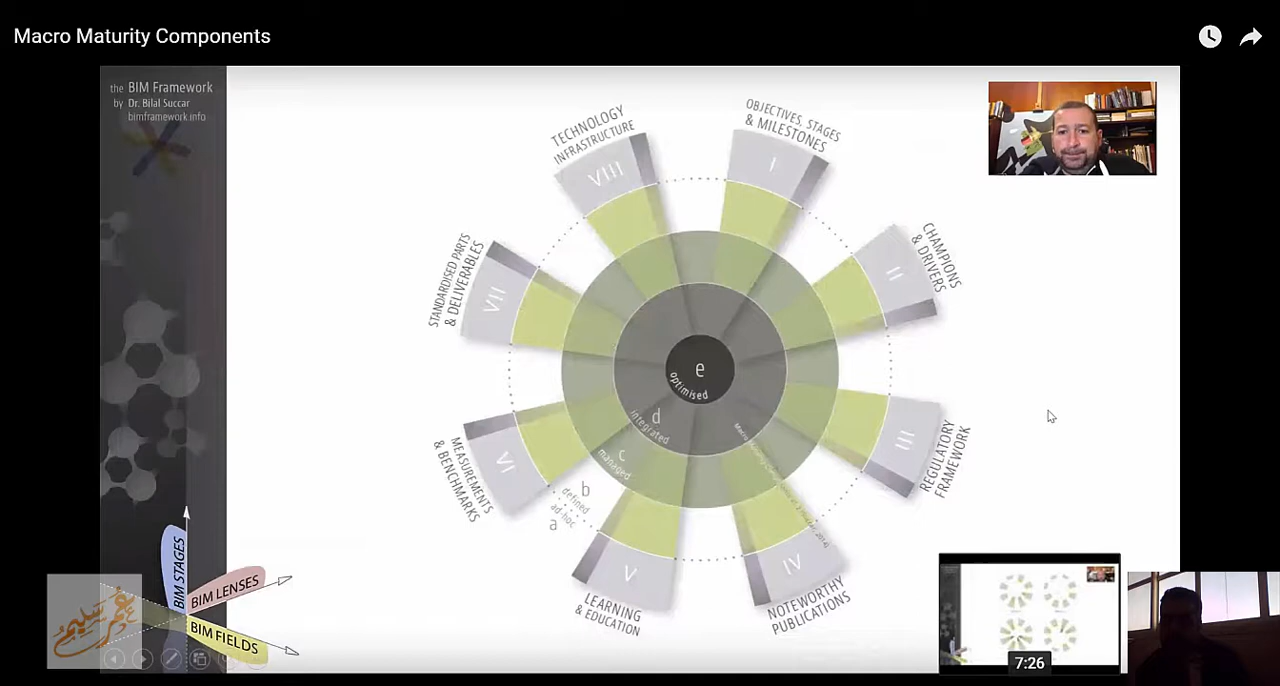 Macro Maturity Components
the BIM Framework
by Dr. Bilal Succar
bimframework.info
TECHNOLOGY
INFRASTRUCTURE
VIII
OBJECTIVES, STAGES
& MILESTONES
I
CHAMPIONS
& DRIVERS
II
REGULATORY
FRAMEWORK
III
NOTEWORTHY
PUBLICATIONS
IV
LEARNING
& EDUCATION
V
MEASUREMENTS
& BENCHMARKS
VI
STANDARDISED PARTS
& DELIVERABLES
VII
e
optimised
d
integrated
c
managed
b
defined
ad-hoc
a
BIM STAGES
BIM LENSES
BIM FIELDS
عمر سليم
7:26